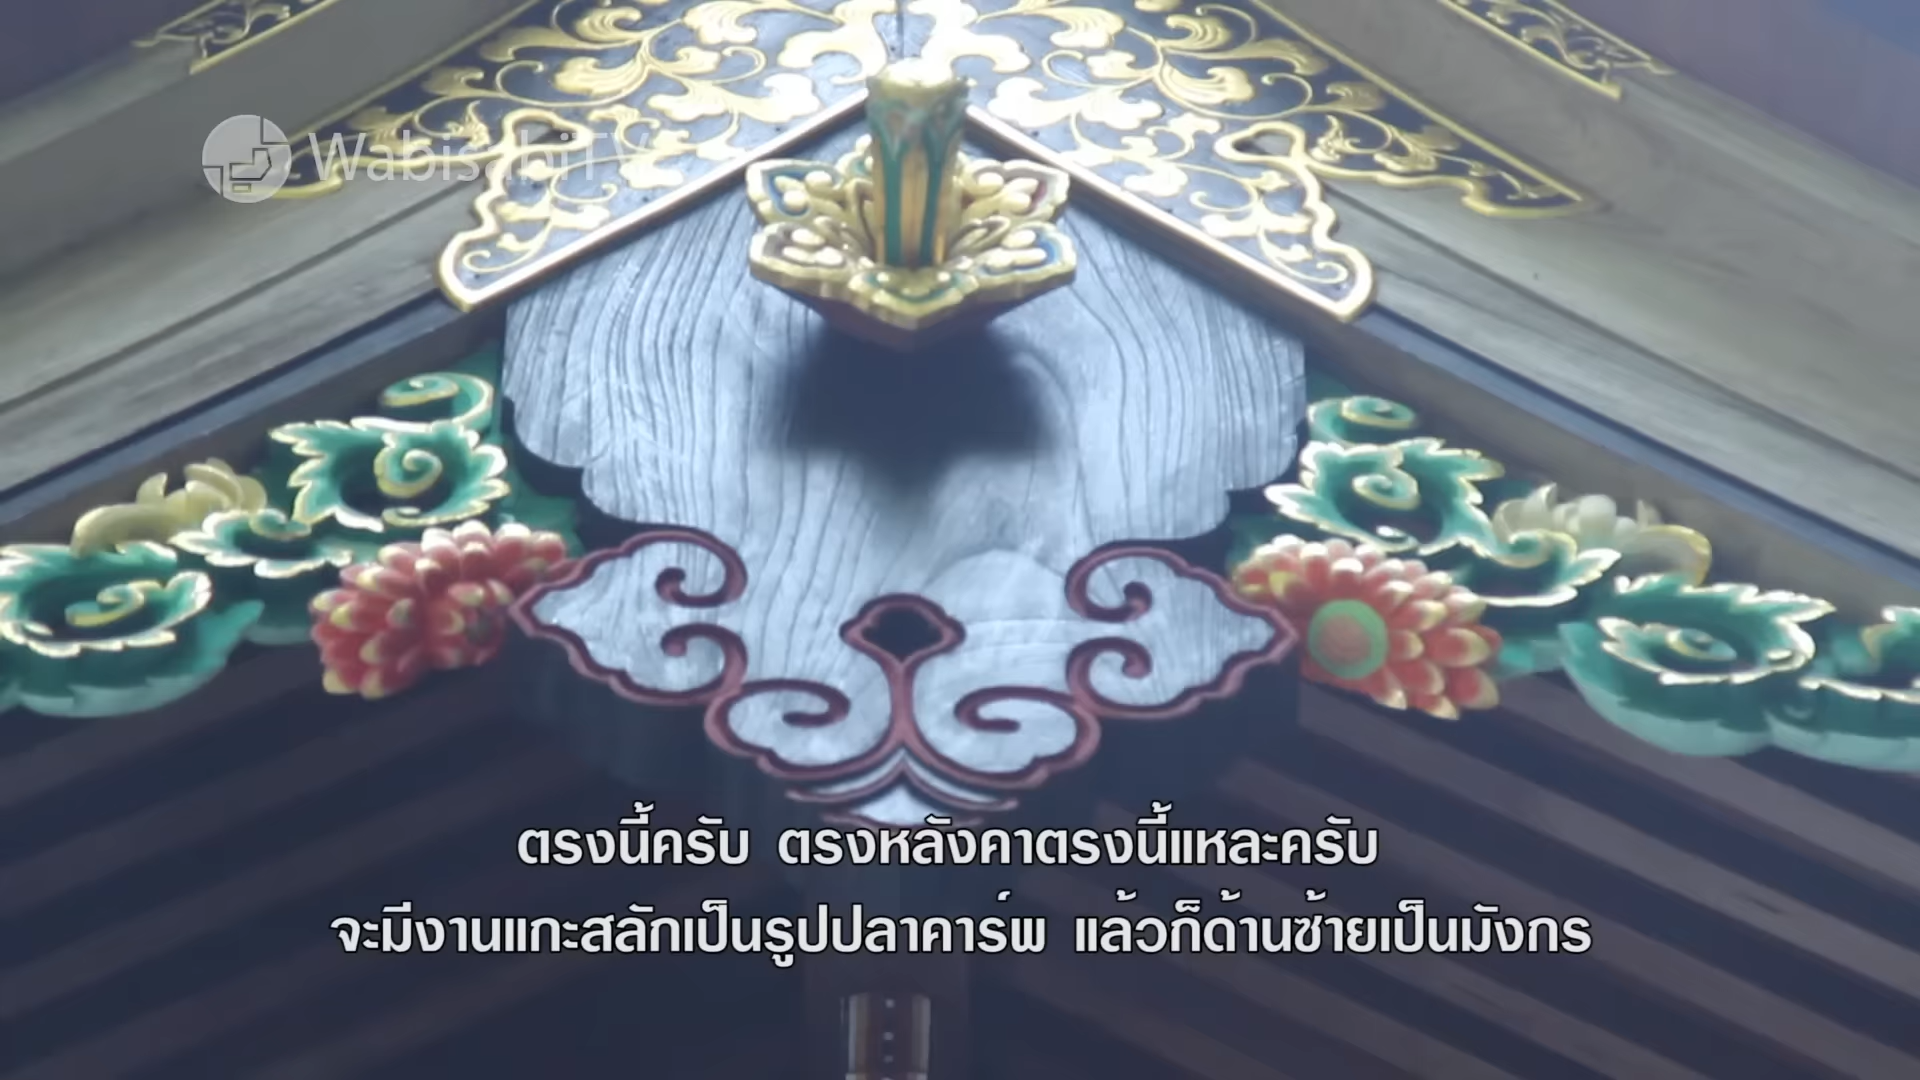 WabisabiTV
ตรงนี้ครับ ตรงหลังคาตรงนี้แหละครับ
จะมีงานแกะสลักเป็นรูปปลาคาร์พ แล้วก็ด้านซ้ายเป็นมังกร